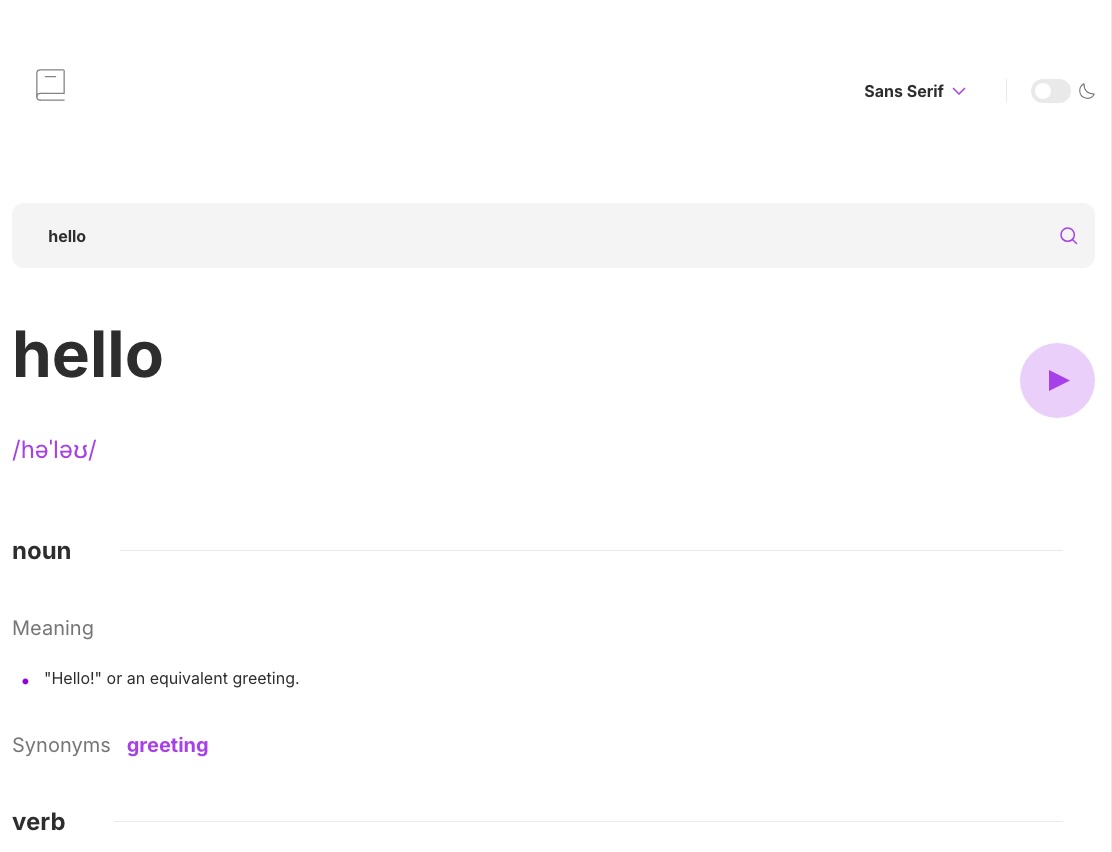 Sans Serif
hello
hello
/həˈləʊ/
noun
Meaning
"Hello!" or an equivalent greeting.
Synonyms greeting
verb